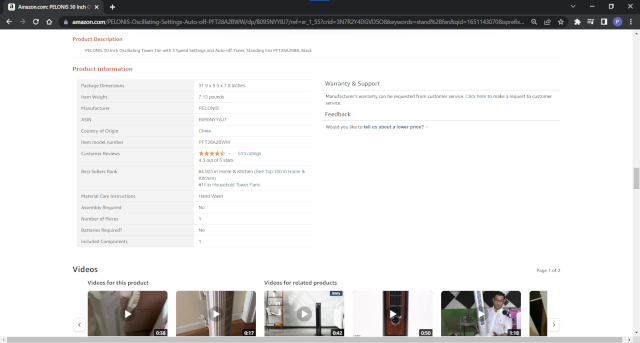 Amazon.com: PELONIS 30 Inch O
amazon.com/PELONIS-Oscillating-Settings-Auto-off-PFT28A2BWW/dp/B095NYY8J7/ref=sr_1_55?crid=3N7R2Y4DGVDSO&keywords=stand%2Bfan&qid=1651143070&sprefix...
Product Description
PELONIS 30 Inch Oscillating Tower Fan with 3 Speed Settings and Auto-off Timer, Standing Fan PFT28A2BBB, Black
Product information
Package Dimensions 31.9 x 9.5 x 7.8 inches
Item Weight 7.10 pounds
Manufacturer PELONIS
ASIN B095NYY8J7
Country of Origin China
Item model number PFT28A2BWW
Customer Reviews 513 ratings
4.3 out of 5 stars
Best Sellers Rank #4,925 in Home & Kitchen (See Top 100 in Home &
Kitchen)
#11 in Household Tower Fans
Material Care Instructions Hand Wash
Assembly Required No
Number of Pieces 1
Batteries Required? No
Included Components 1
Warranty & Support
Manufacturer's warranty can be requested from customer service. Click here to make a request to customer
service.
Feedback
Would you like to tell us about a lower price?
Videos
Page 1 of 2
Videos for this product
Videos for related products
0:38
0:17
0:42
0:50
1:18